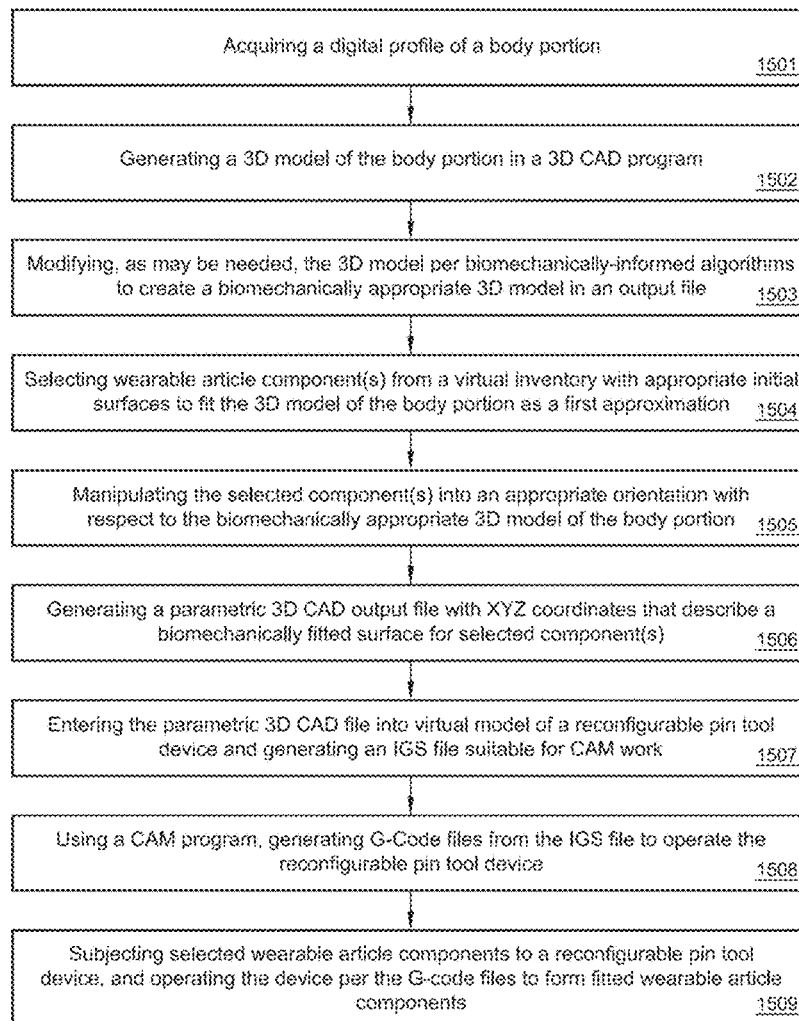 Acquiring a digital profile of a body portion
1501
Generating a 3D model of the body portion in a 3D CAD program
1502
Modifying, as may be needed, the 3D model per biomechanically-informed algorithms
to create a biomechanically appropriate 3D model in an output file
1503
Selecting wearable article component(s) from a virtual inventory with appropriate initial
surfaces to fit the 3D model of the body portion as a first approximation
1504
Manipulating the selected component(s) into an appropriate orientation with
respect to the biomechanically appropriate 3D model of the body portion
1505
Generating a parametric 3D CAD output file with XYZ coordinates that describe a
biomechanically fitted surface for selected component(s)
1506
Entering the parametric 3D CAD file into virtual model of a reconfigurable pin tool
device and generating an IGS file suitable for CAM work
1507
Using a CAM program, generating G-Code files from the IGS file to operate the
reconfigurable pin tool device
1508
Subjecting selected wearable article components to a reconfigurable pin tool
device, and operating the device per the G-code files to form fitted wearable article
components
1509